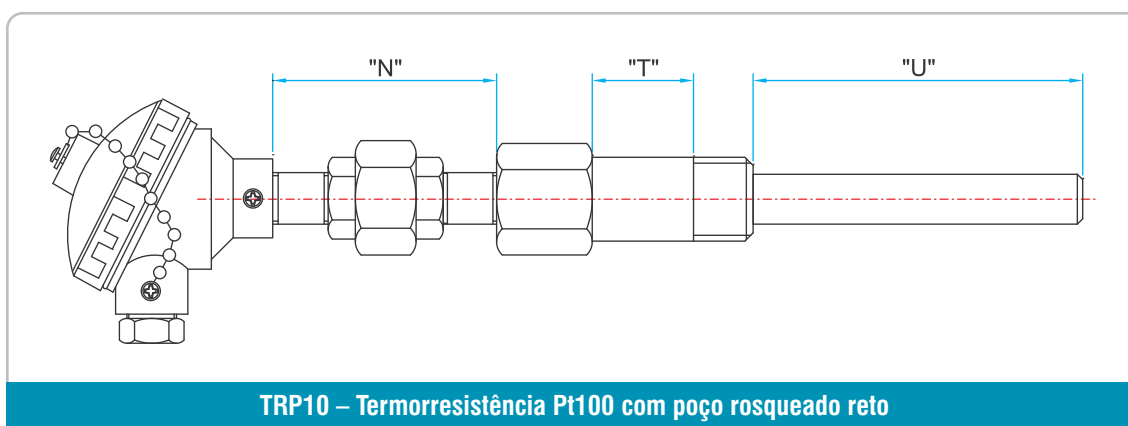 "N"
"T"
"U"
TRP10 – Termorresistência Pt100 com poço rosqueado reto